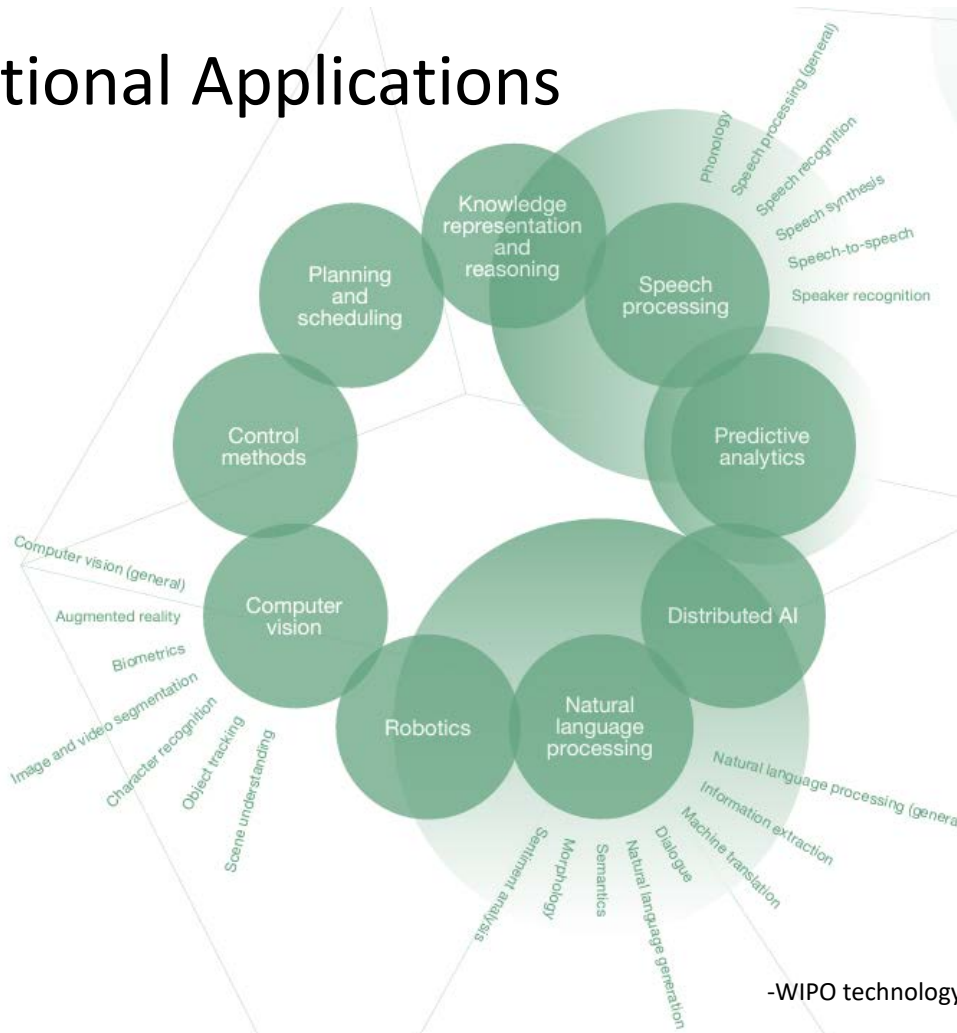 tional Applications
Phonology
Speech processing (general)
Speech recognition
Speech synthesis
Speech-to-speech
Speaker recognition
Knowledge
representation
and
reasoning
Speech
processing
Planning
and
scheduling
Predictive
analytics
Control
methods
Computer vision (general)
Augmented reality
Biometrics
Image and video segmentation
Character recognition
Object tracking
Scene understanding
Computer
vision
Distributed AI
Robotics
Natural
language
processing
Natural language processing (genera
Information extraction
Machine translation
Dialogue
Natural language generation
Semantics
Morphology
Sentiment analysis
-WIPO technology